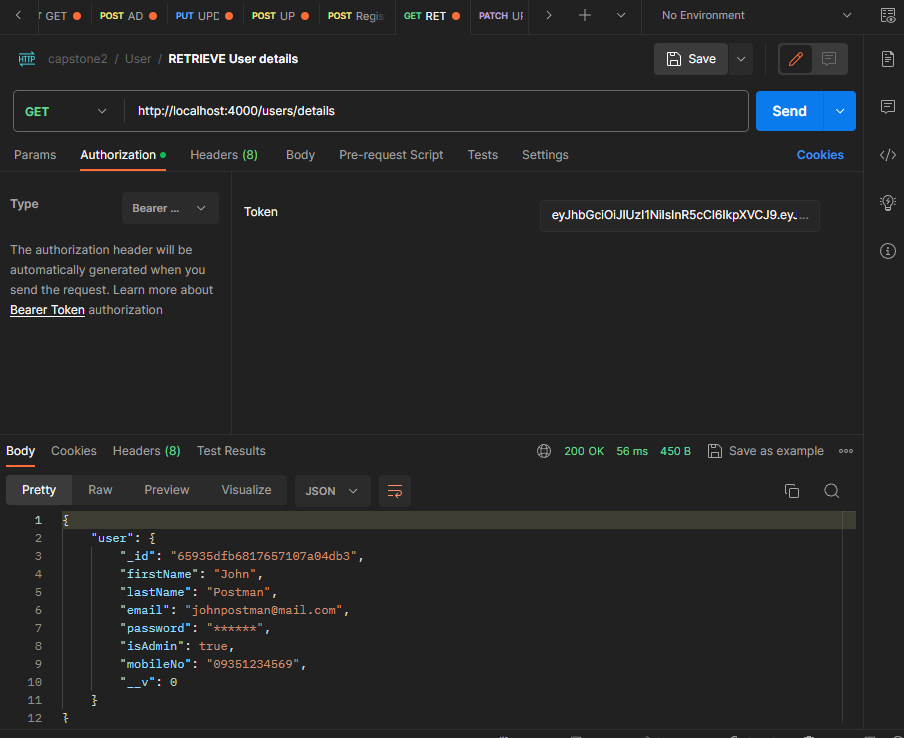 GET
POST AD
PUT UPD
POST UP
POST Regis
GET RET
PATCH UF
No Environment
HTTP
capstone2 / User / RETRIEVE User details
Save
GET
http://localhost:4000/users/details
Send
Params
Authorization
Headers (8)
Body
Pre-request Script
Tests
Settings
Cookies
Type
Bearer ...
The authorization header will be
automatically generated when you
send the request. Learn more about
Bearer Token authorization
Token
eyJhbGciOiJIUzI1NiIsInR5cCI6IkpXVCJ9.eyJ...
Body
Cookies
Headers (8)
Test Results
200 OK
56 ms
450 B
Save as example
Pretty
Raw
Preview
Visualize
JSON
1 {
2 "user": {
3 "_id": "65935dfb6817657107a04db3",
4 "firstName": "John",
5 "lastName": "Postman",
6 "email": "johnpostman@mail.com",
7 "password": "******",
8 "isAdmin": true,
9 "mobileNo": "09351234569",
10 "__v": 0
11 }
12 }